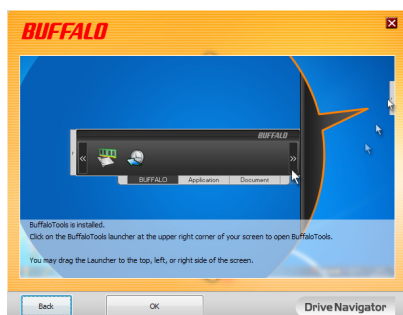 BUFFALO
BUFFALO
BUFFALO Application Document
BuffaloTools is installed.
Click on the BuffaloTools launcher at the upper right corner of your screen to open BuffaloTools.
You may drag the Launcher to the top, left, or right side of the screen.
Back OK DriveNavigator